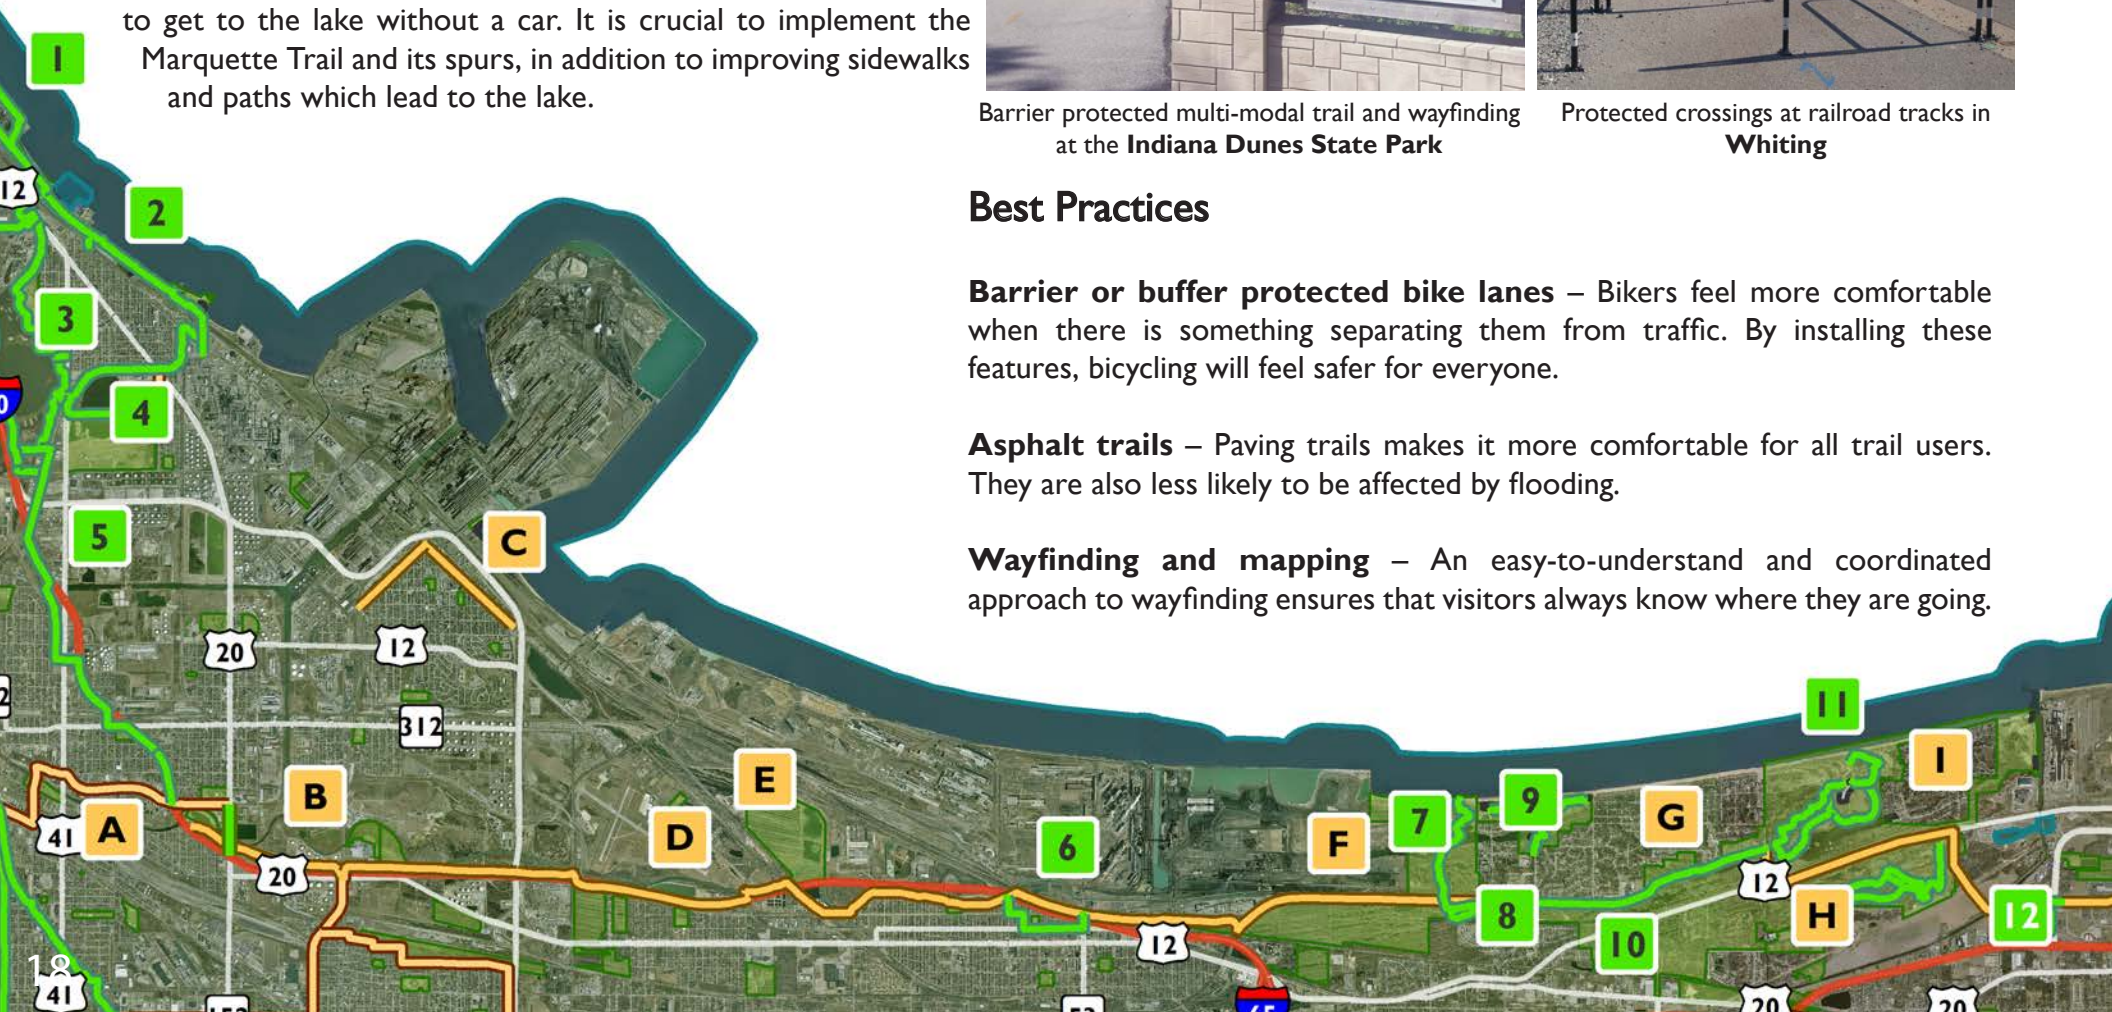 to get to the lake without a car. It is crucial to implement the
Marquette Trail and its spurs, in addition to improving sidewalks
and paths which lead to the lake.
Barrier protected multi-modal trail and wayfinding
at the Indiana Dunes State Park
Protected crossings at railroad tracks in
Whiting
Best Practices
Barrier or buffer protected bike lanes – Bikers feel more comfortable
when there is something separating them from traffic. By installing these
features, bicycling will feel safer for everyone.
Asphalt trails – Paving trails makes it more comfortable for all trail users.
They are also less likely to be affected by flooding.
Wayfinding and mapping – An easy-to-understand and coordinated
approach to wayfinding ensures that visitors always know where they are going.
1
12
2
3
4
5
C
20
12
312
11
I
E
B
9
G
7
A
41
D
6
F
20
12
8
H
12
10
12
18
41
20
20